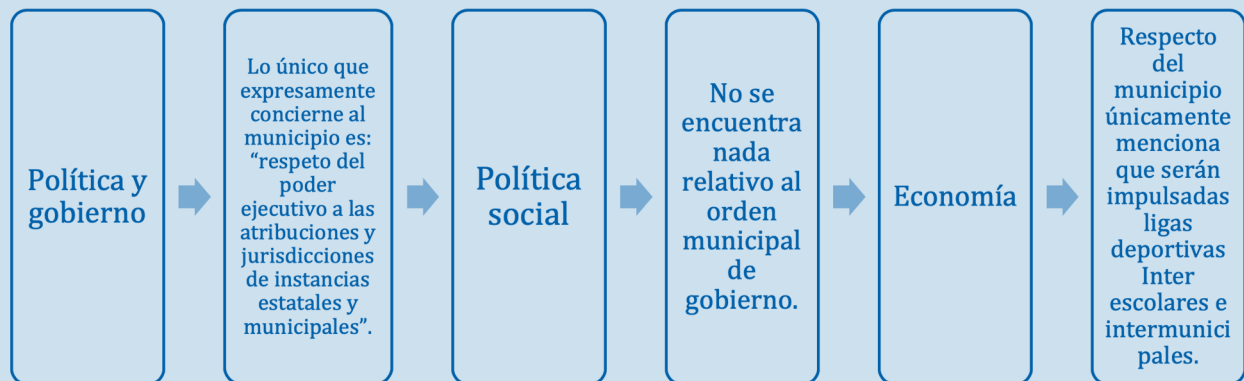 Política y
gobierno
Lo único que
expresamente
concierne al
municipio es:
“respeto del
poder
ejecutivo a las
atribuciones y
jurisdicciones
de instancias
estatales y
municipales”.
Política
social
No se
encuentra
nada
relativo al
orden
municipal
de
gobierno.
Economía
Respecto
del
municipio
únicamente
menciona
que serán
impulsadas
ligas
deportivas
Inter
escolares e
intermunici
pales.